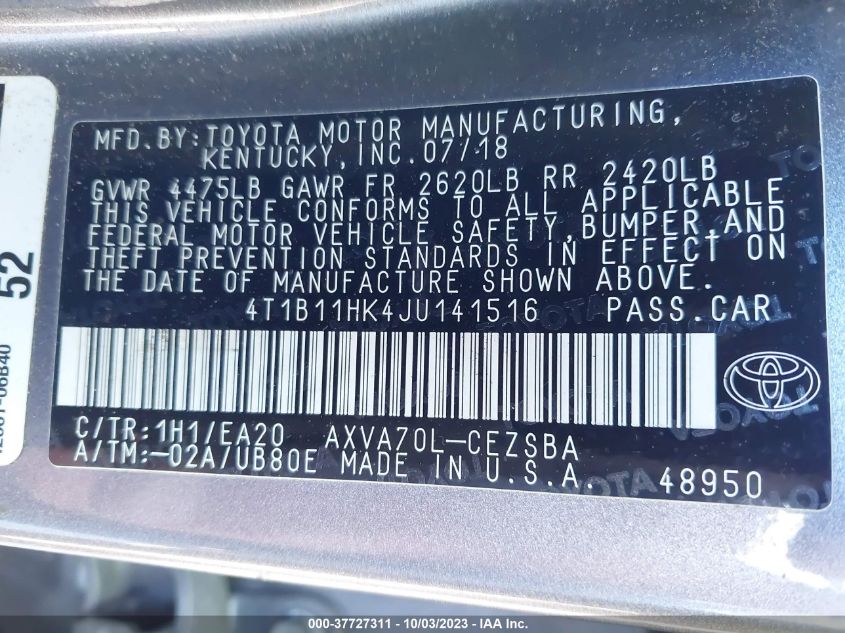 MFD.BY:TOYOTA MOTOR MANUFACTURING,
KENTUCKY, INC. 07/18
GVWR 4475LB GAWR FR 2620LB RR 2420LB
THIS VEHICLE CONFORMS TO ALL APPLICABLE
FEDERAL MOTOR VEHICLE SAFETY, BUMPER, AND
THEFT PREVENTION STANDARDS IN EFFECT ON
THE DATE OF MANUFACTURE SHOWN ABOVE.
4T1B11HK4JU141516 PASS.CAR
C/TR:1H1/EA20 AXVA70L-CEZSBA
A/TM:-02A/UB80E MADE IN U.S.A.
48950
52
TOYOTA
000-37727311 - 10/03/2023 - IAA Inc.